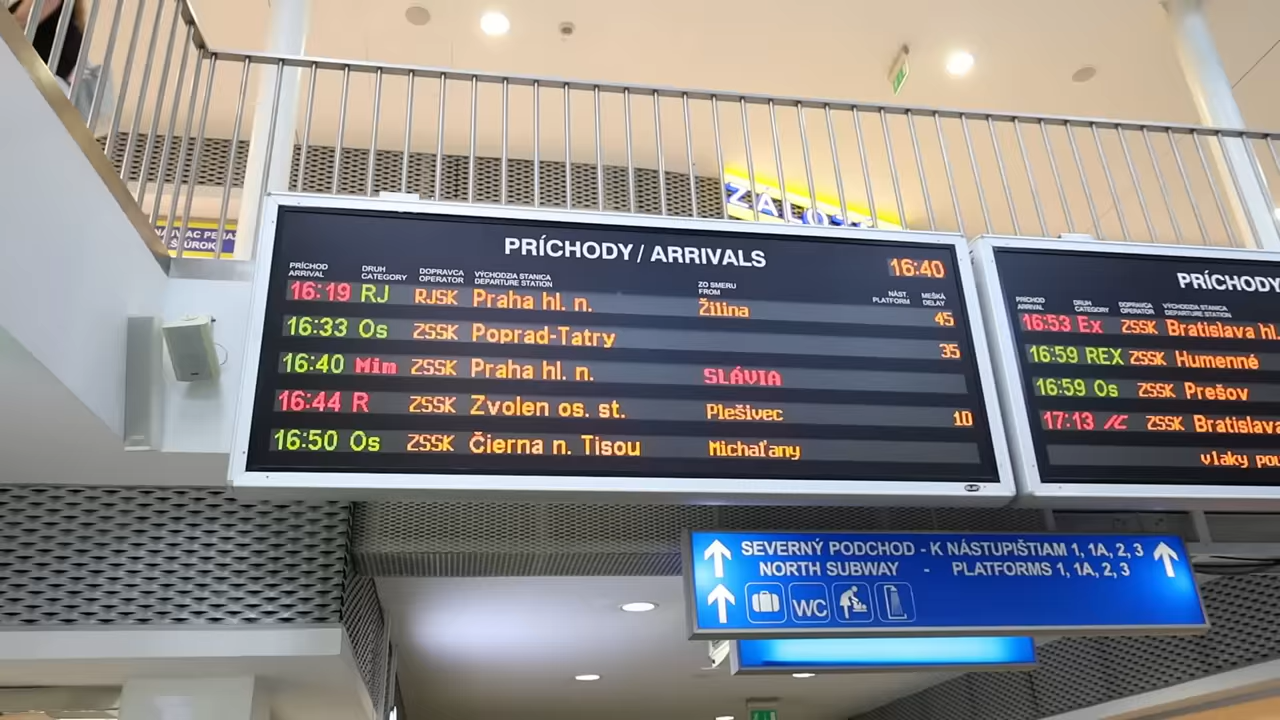 ZÁLO
PRÍCHODY / ARRIVALS 16:40
PRÍCHOD ARRIVAL DRUH CATEGORY DOPRAVCA OPERATOR VÝCHODZIA STANICA DEPARTURE STATION ZO SMERU FROM NÁST. PLATFORM MEŠKÁ DELAY
16:19 RJ RJSK Praha hl. n. Žilina 45
16:33 Os ZSSK Poprad-Tatry 35
16:40 Mim ZSSK Praha hl. n. SLÁVIA
16:44 R ZSSK Zvolen os. st. Plešivec 10
16:50 Os ZSSK Čierna n. Tisou Michaľany
PRÍCHODY
PRÍCHOD ARRIVAL DRUH CATEGORY DOPRAVCA OPERATOR VÝCHODZIA STANICA DEPARTURE STATION
16:53 Ex ZSSK Bratislava hl.
16:59 REX ZSSK Humenné
16:59 Os ZSSK Prešov
17:13 IC ZSSK Bratislava
vlaky pou
SEVERNÝ PODCHOD - K NÁSTUPIŠTIAM 1, 1A, 2, 3
NORTH SUBWAY - PLATFORMS 1, 1A, 2, 3
WC